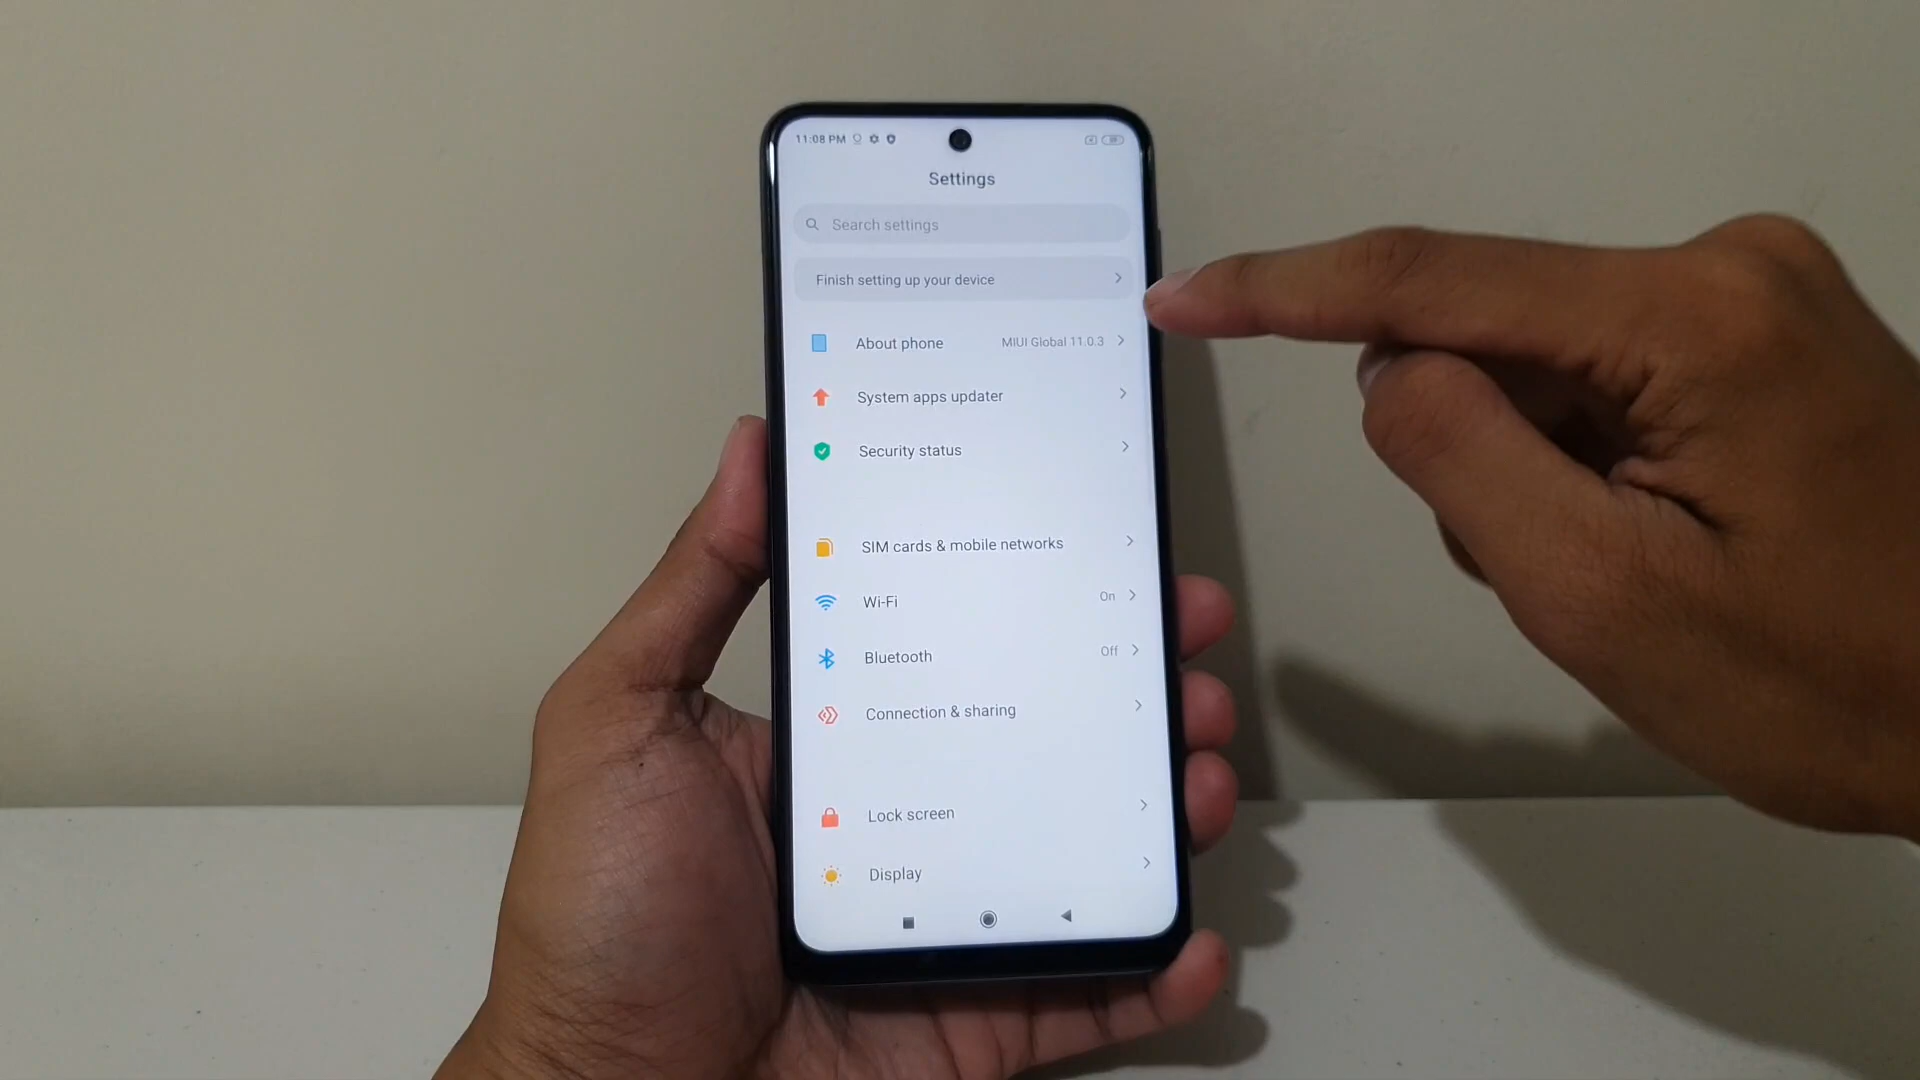 11:08 PM
Settings
Search settings
Finish setting up your device
About phone MIUI Global 11.0.3
System apps updater
Security status
SIM cards & mobile networks
Wi-Fi On
Bluetooth Off
Connection & sharing
Lock screen
Display